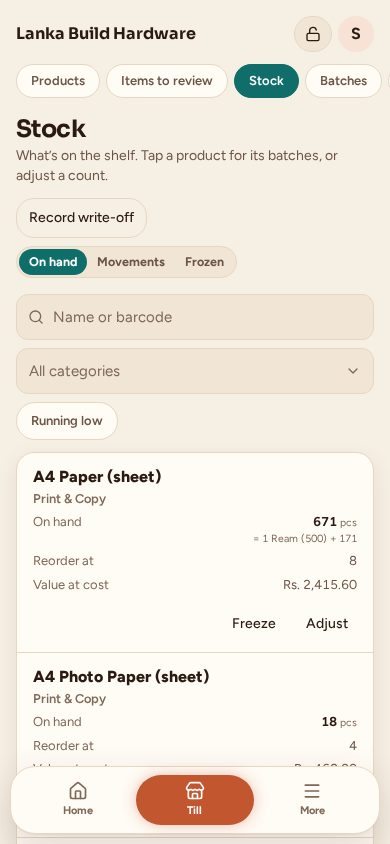 Lanka Build Hardware
S
Products
Items to review
Stock
Batches
Stock
What's on the shelf. Tap a product for its batches, or
adjust a count.
Record write-off
On hand
Movements
Frozen
Name or barcode
All categories
Running low
A4 Paper (sheet)
Print & Copy
On hand 671 pcs
= 1 Ream (500) + 171
Reorder at 8
Value at cost Rs. 2,415.60
Freeze Adjust
A4 Photo Paper (sheet)
Print & Copy
On hand 18 pcs
Reorder at 4
Home
Till
More